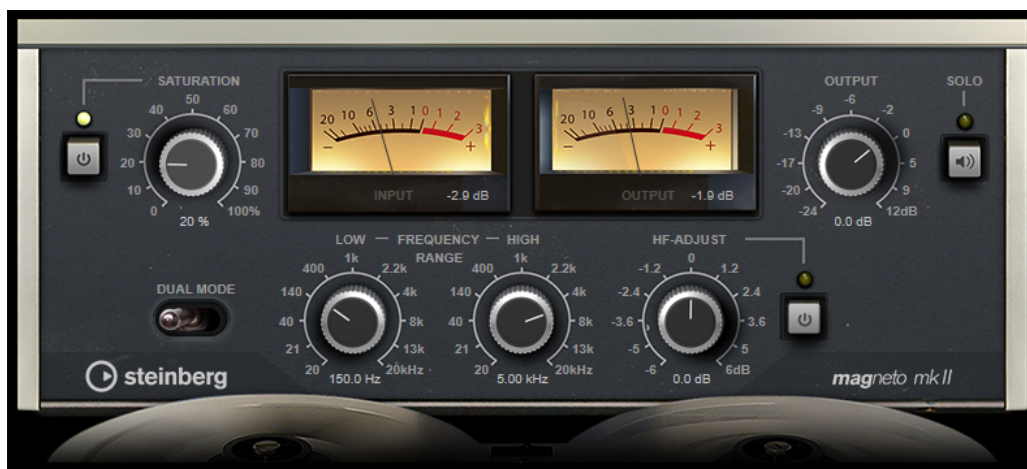 SATURATION
0 10 20 30 40 50 60 70 80 90 100%
20 %
20 10 6 3 1 0 1 2 3
− +
INPUT -2.9 dB
20 10 6 3 1 0 1 2 3
− +
OUTPUT -1.9 dB
OUTPUT
-24 -20 -17 -13 -9 -6 -2 0 5 9 12dB
0.0 dB
SOLO
DUAL MODE
LOW — FREQUENCY — HIGH
RANGE
20 21 40 140 400 1k 2.2k 4k 8k 13k 20kHz
150.0 Hz
20 21 40 140 400 1k 2.2k 4k 8k 13k 20kHz
5.00 kHz
HF-ADJUST
-6 -5 -3.6 -2.4 -1.2 0 1.2 2.4 3.6 5 6dB
0.0 dB
steinberg
magneto mkII